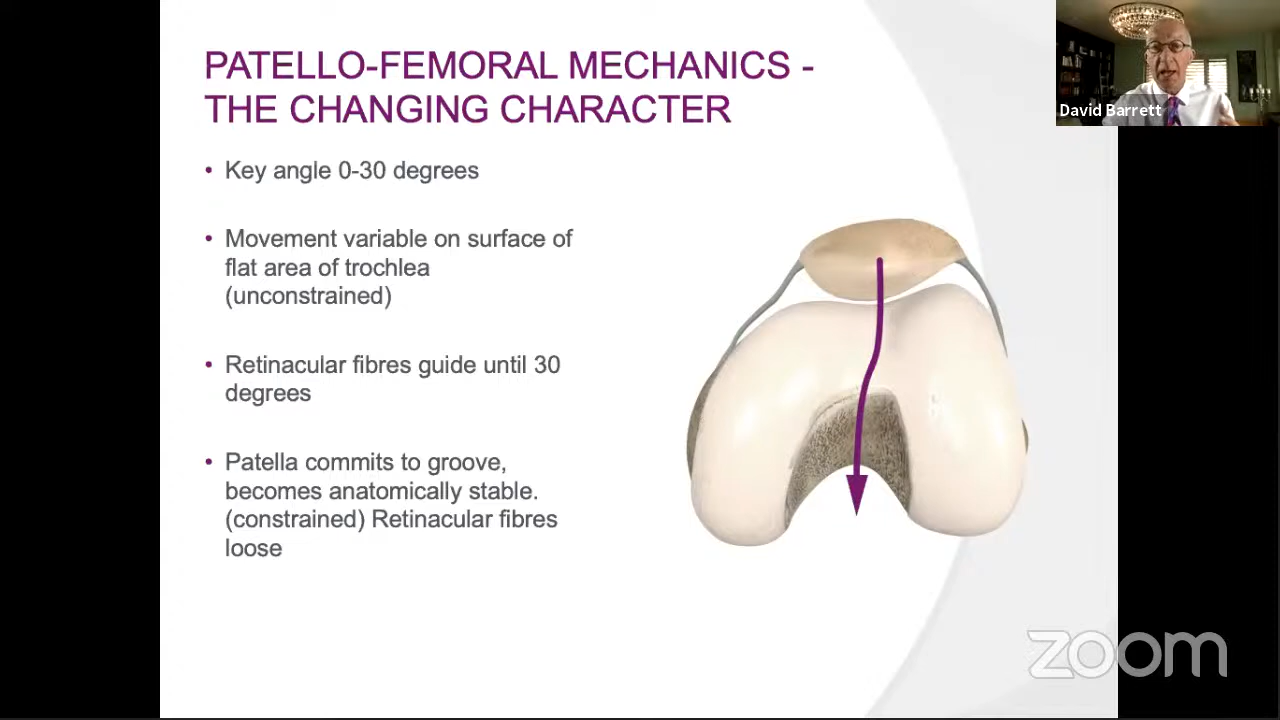 PATELLO-FEMORAL MECHANICS -
THE CHANGING CHARACTER
• Key angle 0-30 degrees
• Movement variable on surface of
flat area of trochlea
(unconstrained)
• Retinacular fibres guide until 30
degrees
• Patella commits to groove,
becomes anatomically stable.
(constrained) Retinacular fibres
loose
David Barrett
zoom